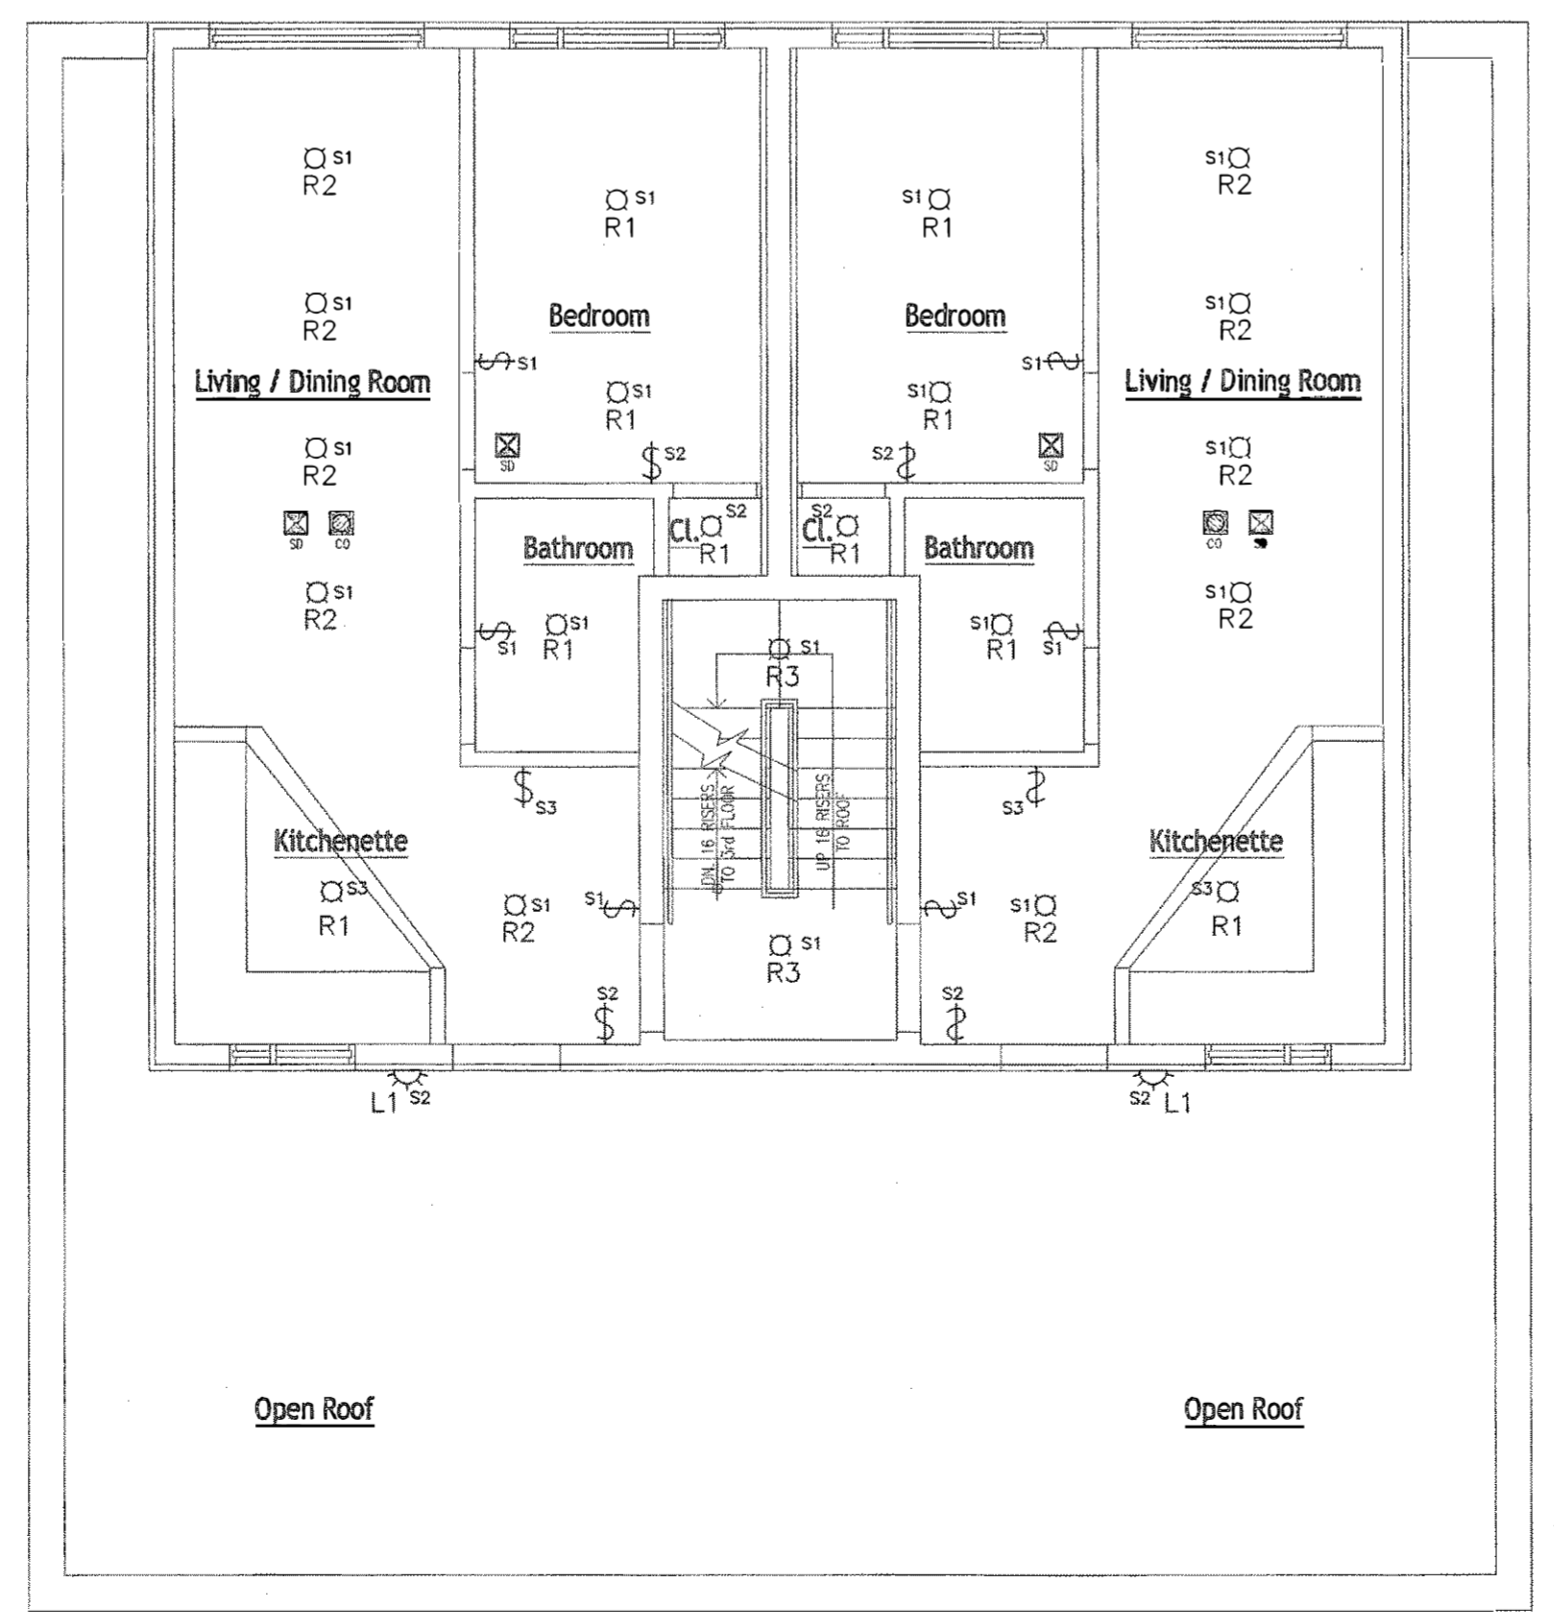 S1 S1
R2 R2
S1 S1
R1 R1
S1 S1
R2 R2
Bedroom Bedroom
S1 S1
Living / Dining Room Living / Dining Room
S1 S1
R1 R1
S1 S2 S2 S1
R2 SD SD R2
S2 S2
Cl. Cl.
R1 R1
SD CO CO
Bathroom Bathroom
S1 S1
R2 R2
S1 S1
S1 S1
R1 R1
S1
R3
DN. 16 RISERS
TO 3rd FLOOR
UP 16 RISERS
TO ROOF
S3 S3
Kitchenette Kitchenette
S3 S3
R1 R1
S1 S1 S1 S1
R2 R2
S1
R3
S2 S2
L1 S2 S2 L1
Open Roof Open Roof